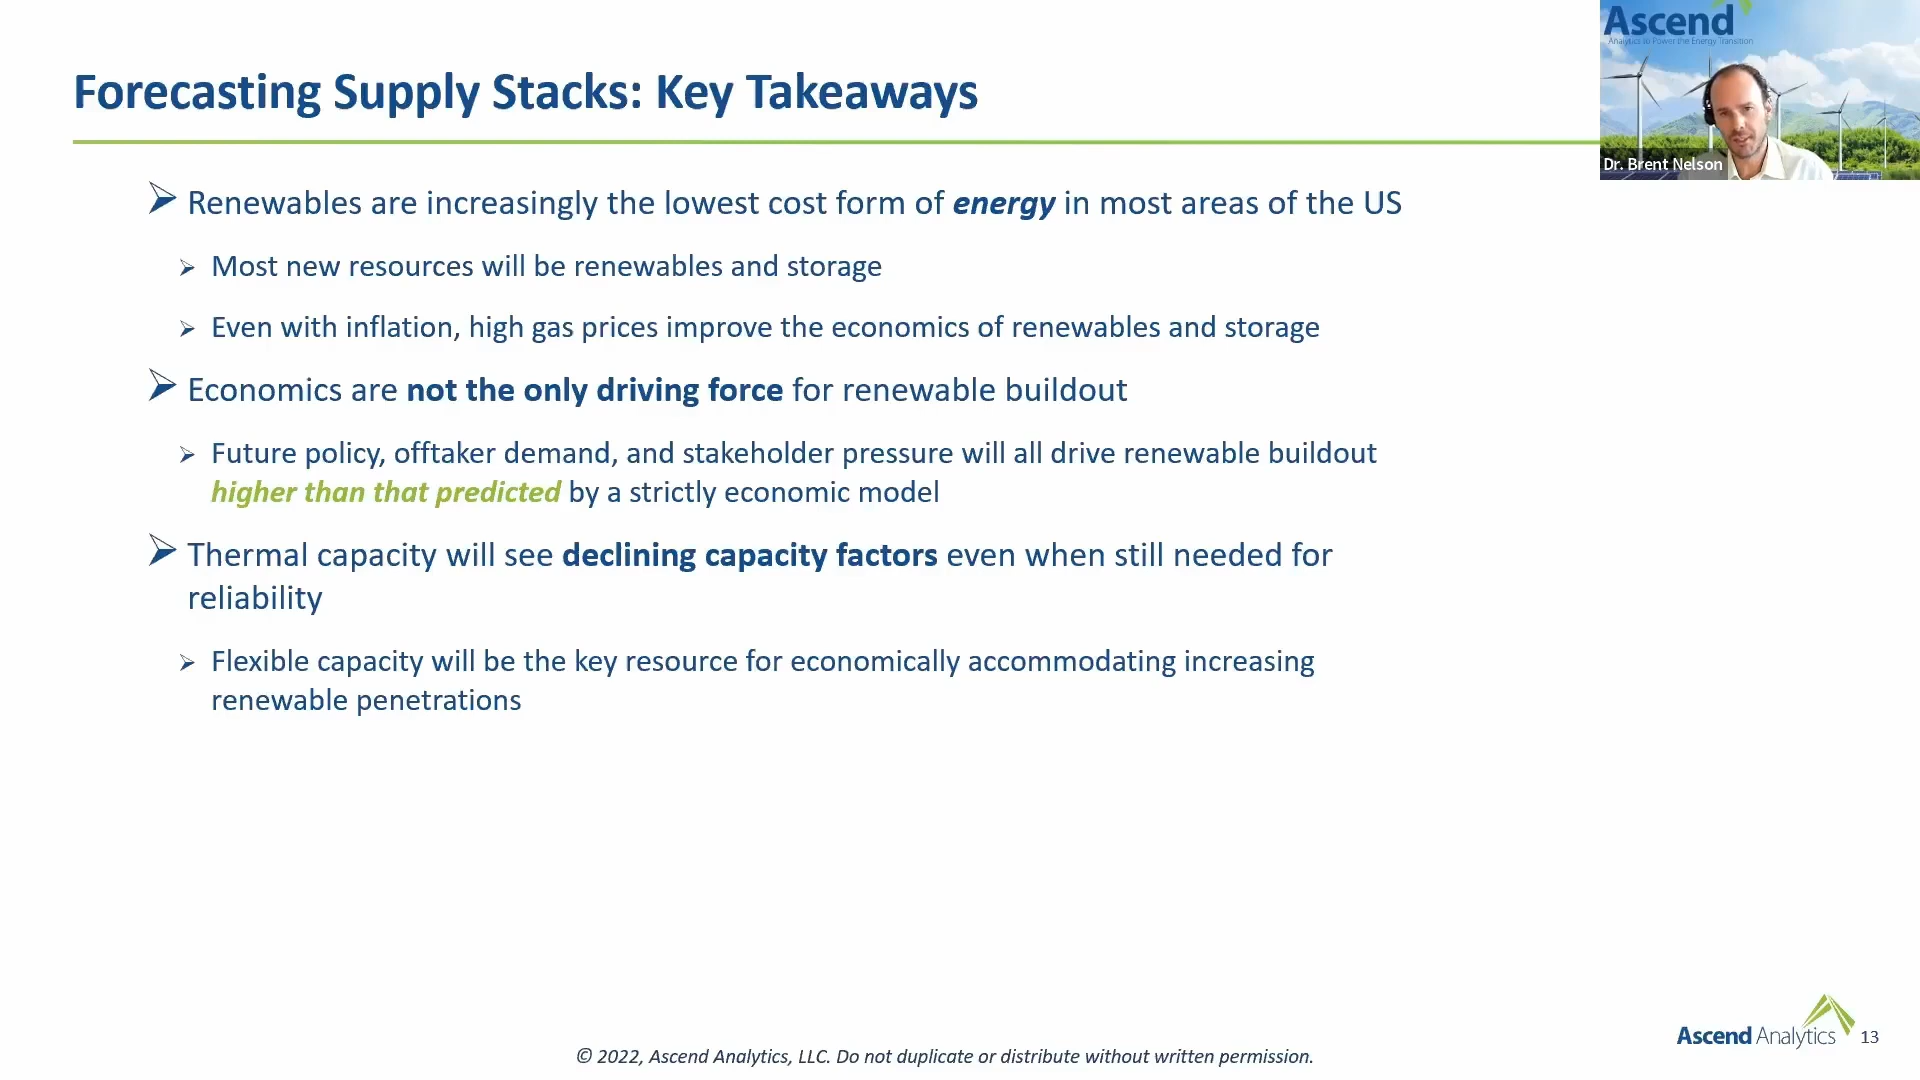 Ascend
Analytics to Power the Energy Transition
Dr. Brent Nelson
Forecasting Supply Stacks: Key Takeaways
Renewables are increasingly the lowest cost form of energy in most areas of the US
Most new resources will be renewables and storage
Even with inflation, high gas prices improve the economics of renewables and storage
Economics are not the only driving force for renewable buildout
Future policy, offtaker demand, and stakeholder pressure will all drive renewable buildout
higher than that predicted by a strictly economic model
Thermal capacity will see declining capacity factors even when still needed for
reliability
Flexible capacity will be the key resource for economically accommodating increasing
renewable penetrations
Ascend Analytics 13
© 2022, Ascend Analytics, LLC. Do not duplicate or distribute without written permission.